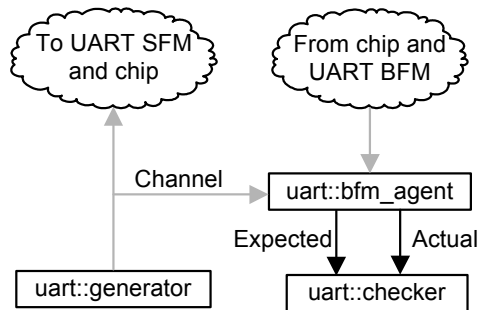 To UART SFM
and chip
From chip and
UART BFM
Channel
uart::bfm_agent
Expected
Actual
uart::generator
uart::checker